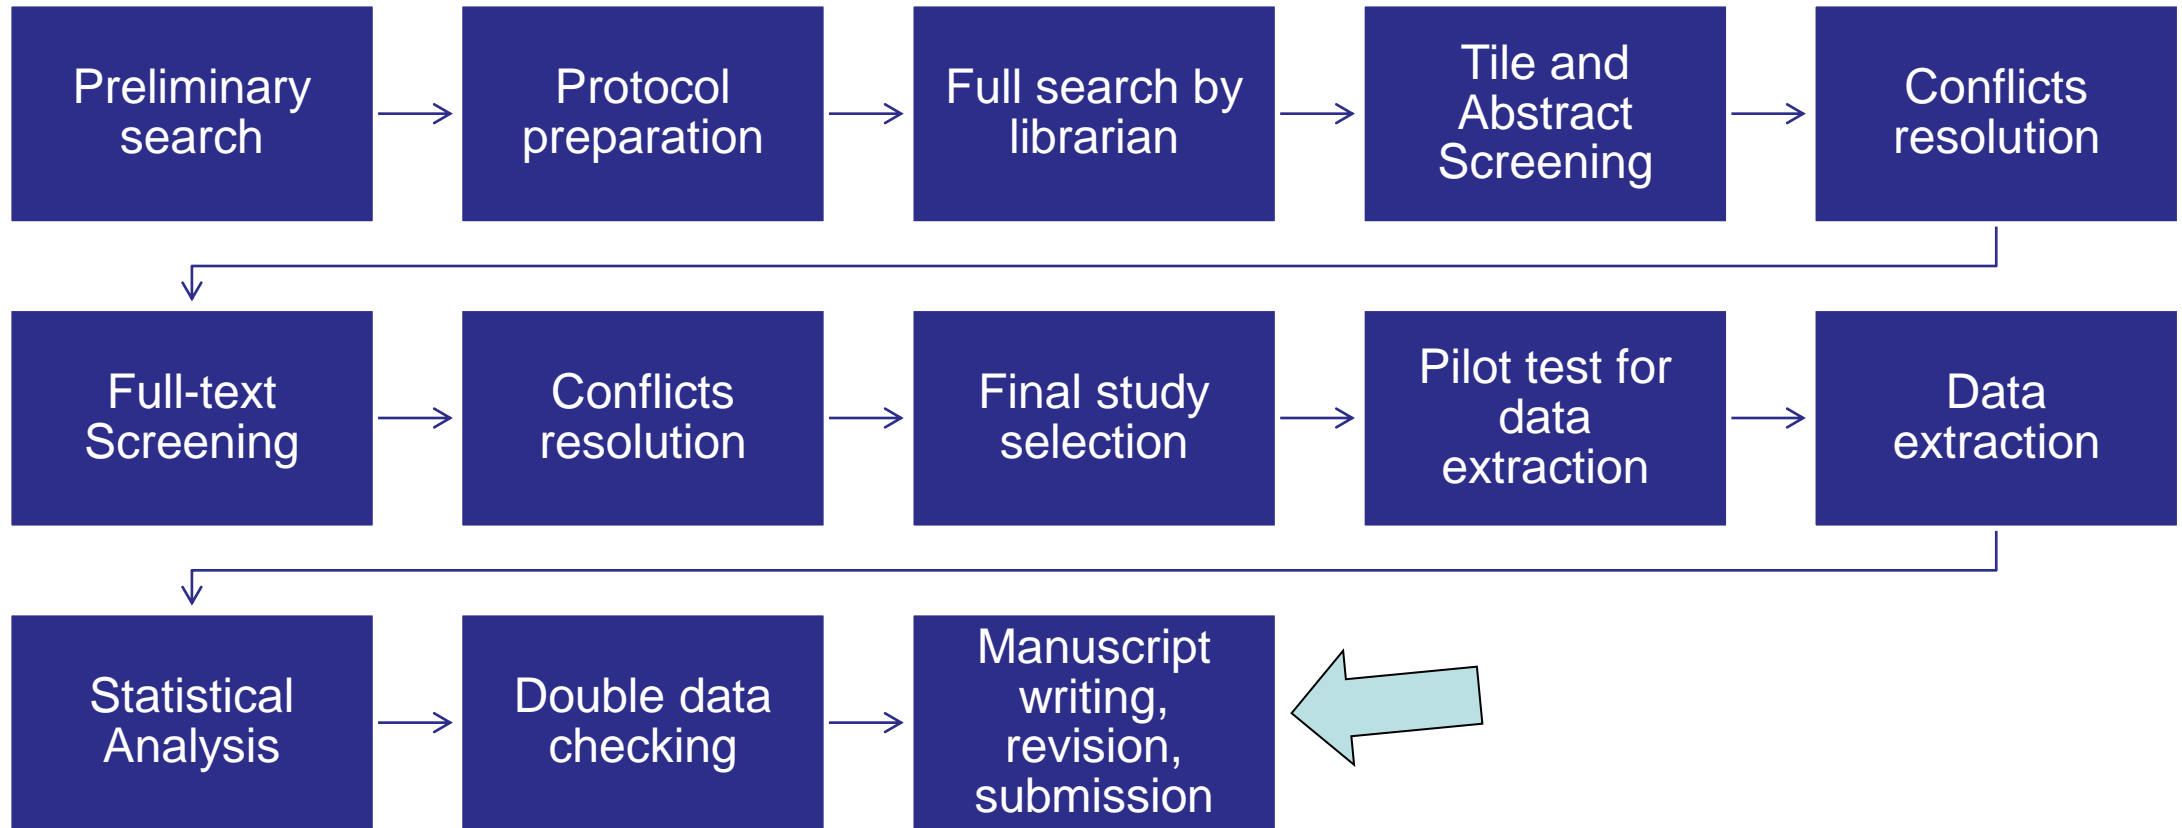 Preliminary
search
Protocol
preparation
Full search by
librarian
Tile and
Abstract
Screening
Conflicts
resolution
Full-text
Screening
Conflicts
resolution
Final study
selection
Pilot test for
data
extraction
Data
extraction
Statistical
Analysis
Double data
checking
Manuscript
writing,
revision,
submission